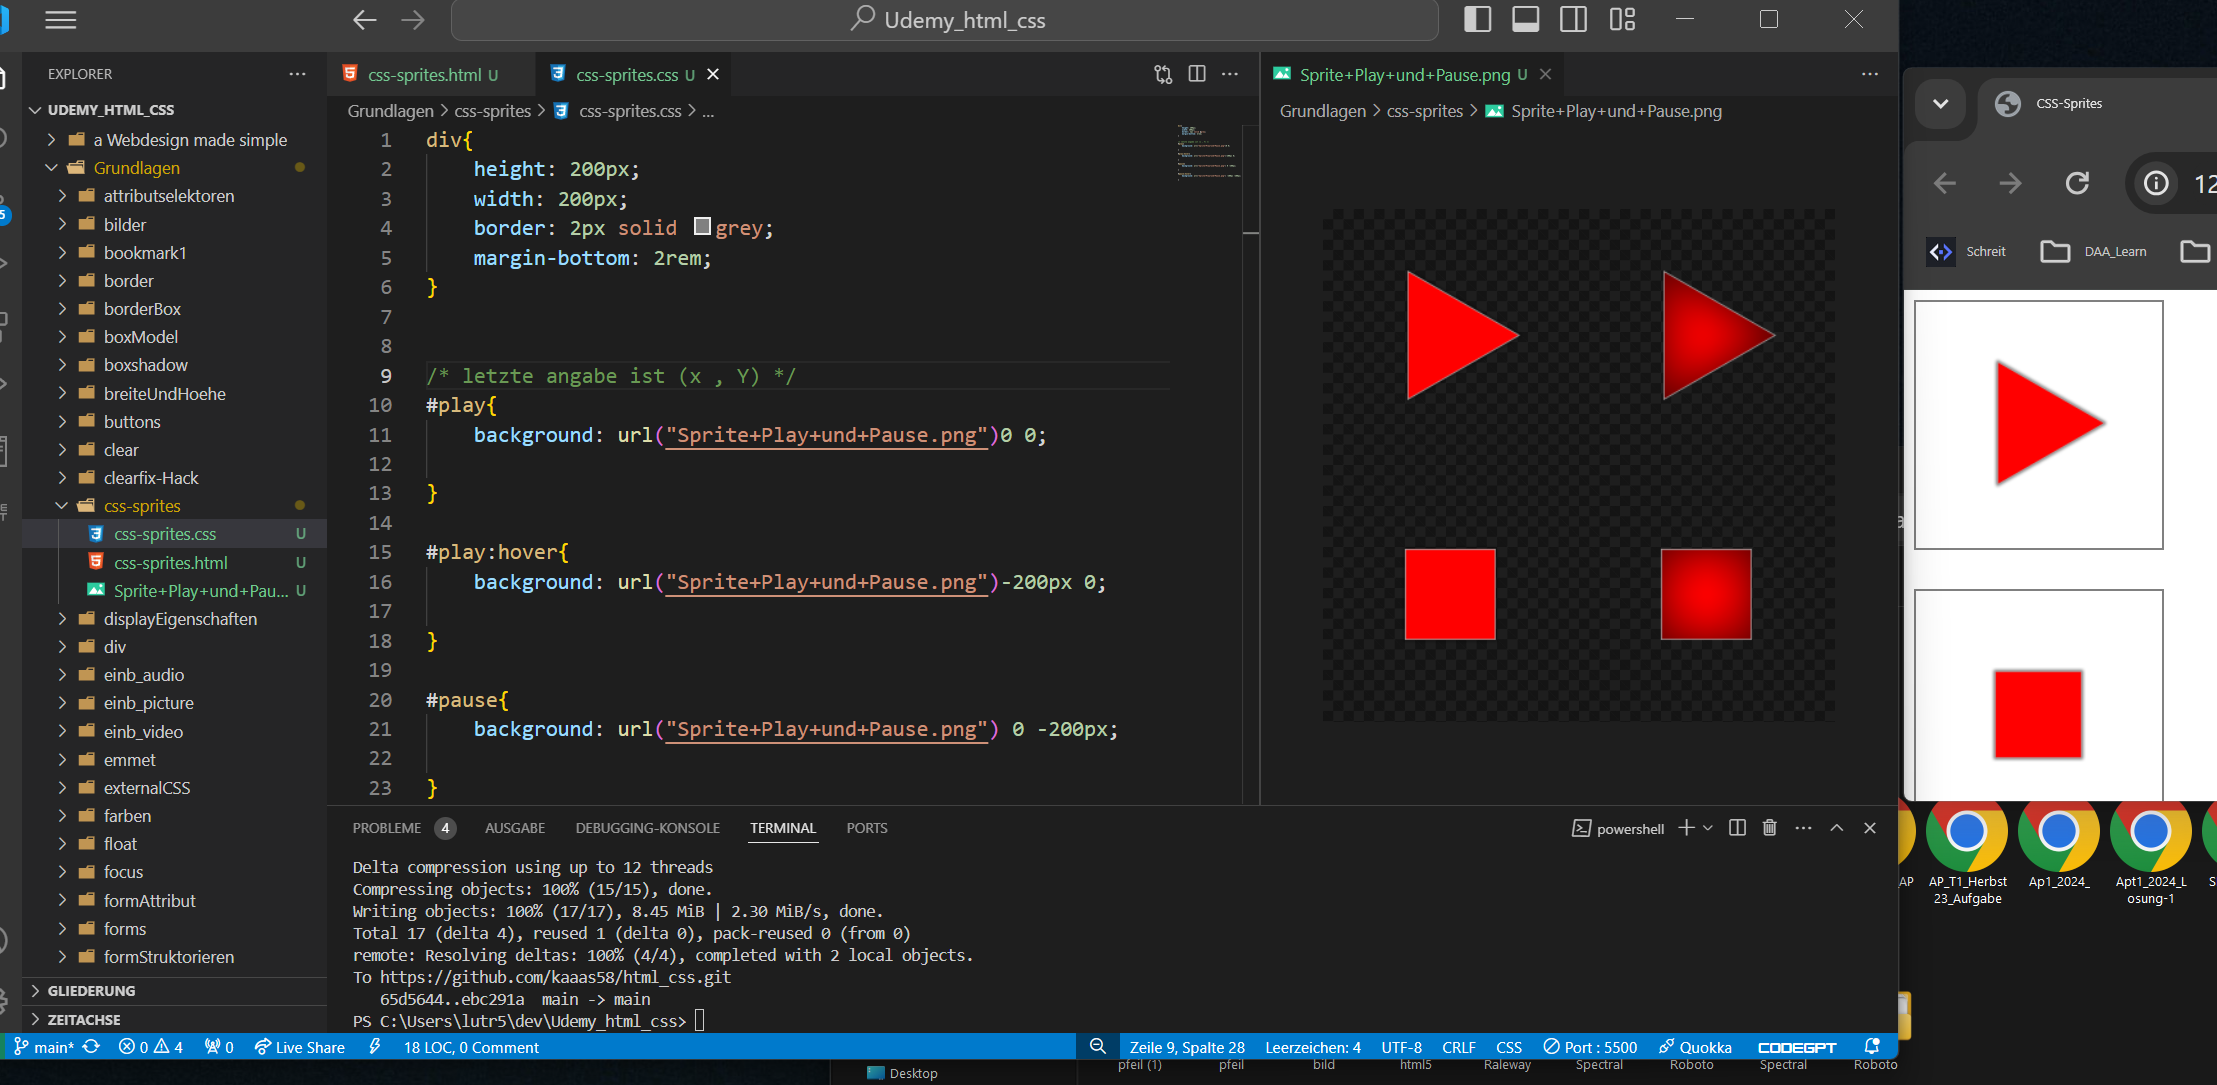 Udemy_html_css
EXPLORER
UDEMY_HTML_CSS
a Webdesign made simple
Grundlagen
attributselektoren
bilder
bookmark1
border
borderBox
boxModel
boxshadow
breiteUndHoehe
buttons
clear
clearfix-Hack
css-sprites
css-sprites.css U
css-sprites.html U
Sprite+Play+und+Pau... U
displayEigenschaften
div
einb_audio
einb_picture
einb_video
emmet
externalCSS
farben
float
focus
formAttribut
forms
formStruktorieren
GLIEDERUNG
ZEITACHSE
css-sprites.html U
css-sprites.css U
Grundlagen > css-sprites > css-sprites.css > ...
1 div{
2 height: 200px;
3 width: 200px;
4 border: 2px solid grey;
5 margin-bottom: 2rem;
6 }
7
8
9 /* letzte angabe ist (x , Y) */
10 #play{
11 background: url("Sprite+Play+und+Pause.png")0 0;
12
13 }
14
15 #play:hover{
16 background: url("Sprite+Play+und+Pause.png")-200px 0;
17
18 }
19
20 #pause{
21 background: url("Sprite+Play+und+Pause.png") 0 -200px;
22
23 }
Sprite+Play+und+Pause.png U
Grundlagen > css-sprites > Sprite+Play+und+Pause.png
PROBLEME 4 AUSGABE DEBUGGING-KONSOLE TERMINAL PORTS
powershell
Delta compression using up to 12 threads
Compressing objects: 100% (15/15), done.
Writing objects: 100% (17/17), 8.45 MiB | 2.30 MiB/s, done.
Total 17 (delta 4), reused 1 (delta 0), pack-reused 0 (from 0)
remote: Resolving deltas: 100% (4/4), completed with 2 local objects.
To https://github.com/kaaas58/html_css.git
65d5644..ebc291a main -> main
PS C:\Users\lutr5\dev\Udemy_html_css>
main* 0 4 0 Live Share 18 LOC, 0 Comment
Zeile 9, Spalte 28 Leerzeichen: 4 UTF-8 CRLF CSS Port : 5500 Quokka CODEGPT
CSS-Sprites
12
Schreit
DAA_Learn
AP
AP_T1_Herbst
23_Aufgabe
Ap1_2024_
Apt1_2024_L
osung-1
S
Desktop
pfeil (1)
pfeil
bild
html5
Raleway
Spectral
Roboto
Spectral
Roboto